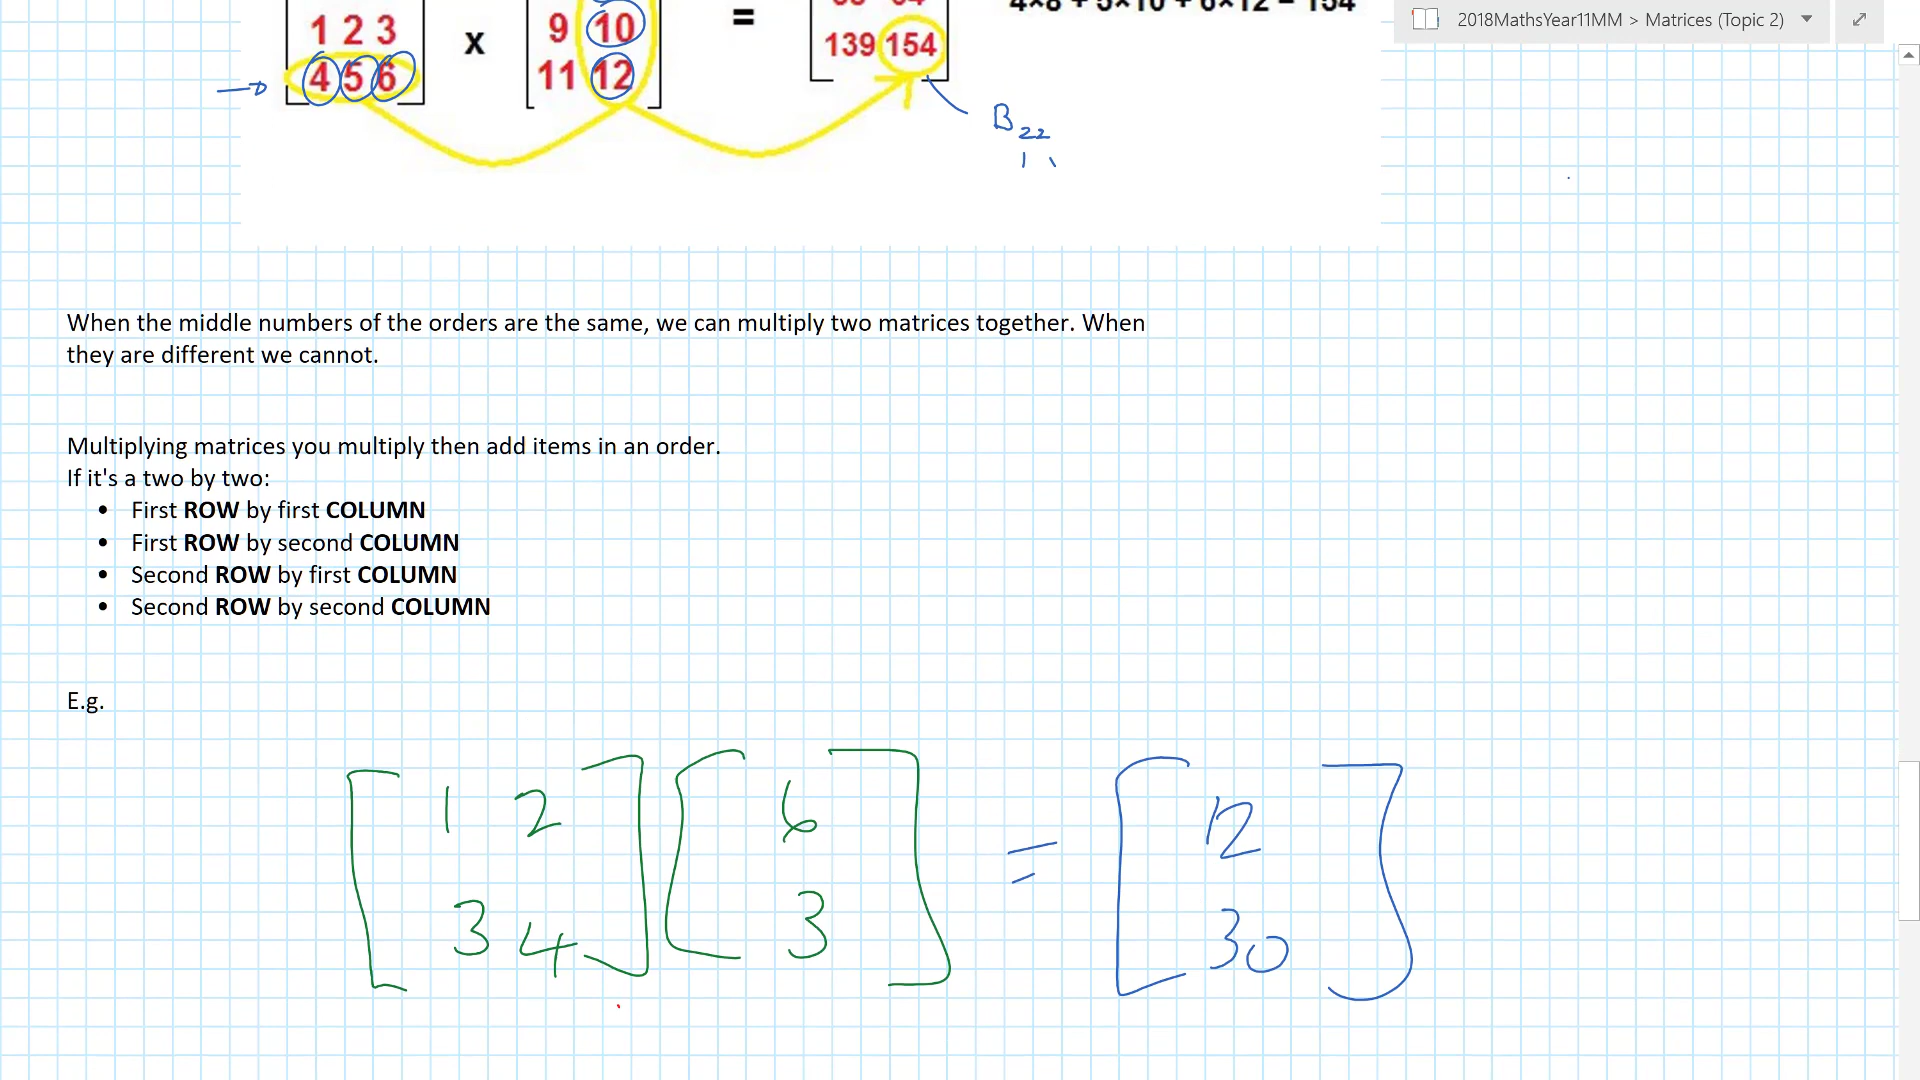 2018MathsYear11MM > Matrices (Topic 2)
1 2 3 x 9 10 =
4 5 6 11 12 139 154
B22
When the middle numbers of the orders are the same, we can multiply two matrices together. When
they are different we cannot.
Multiplying matrices you multiply then add items in an order.
If it's a two by two:
• First ROW by first COLUMN
• First ROW by second COLUMN
• Second ROW by first COLUMN
• Second ROW by second COLUMN
E.g.
1 2 6 = 12
3 4 3 30